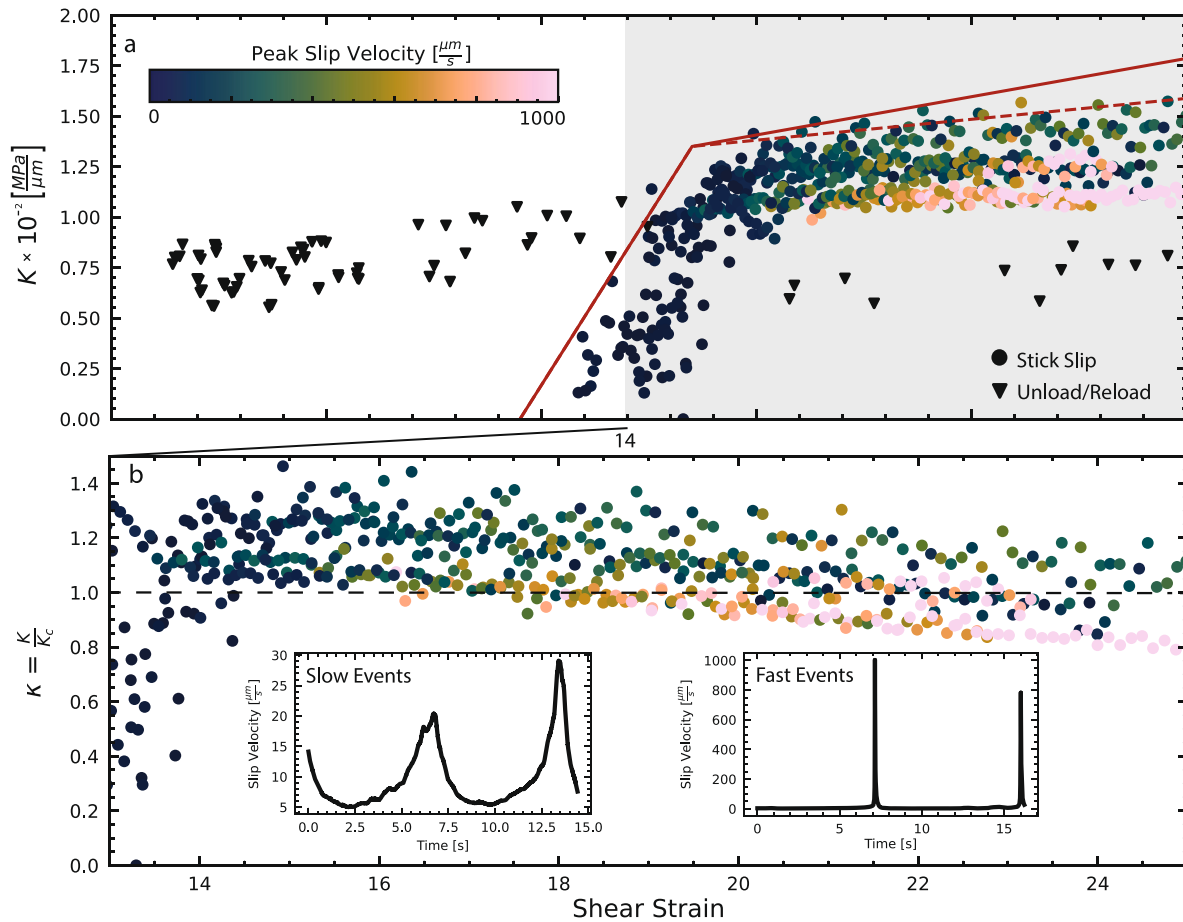 a
Peak Slip Velocity [μm/s]
0 1000
2.00
1.75
1.50
1.25
1.00
0.75
0.50
0.25
0.00
K × 10⁻² [MPa/μm]
Stick Slip
Unload/Reload
14
b
1.4
1.2
1.0
0.8
0.6
0.4
0.2
0.0
κ = K/Kc
Slow Events
30
25
20
15
10
5
Slip Velocity [μm/s]
0.0 2.5 5.0 7.5 10.0 12.5 15.0
Time [s]
Fast Events
1000
800
600
400
200
0
Slip Velocity [μm/s]
0 5 10 15
Time [s]
14 16 18 20 22 24
Shear Strain